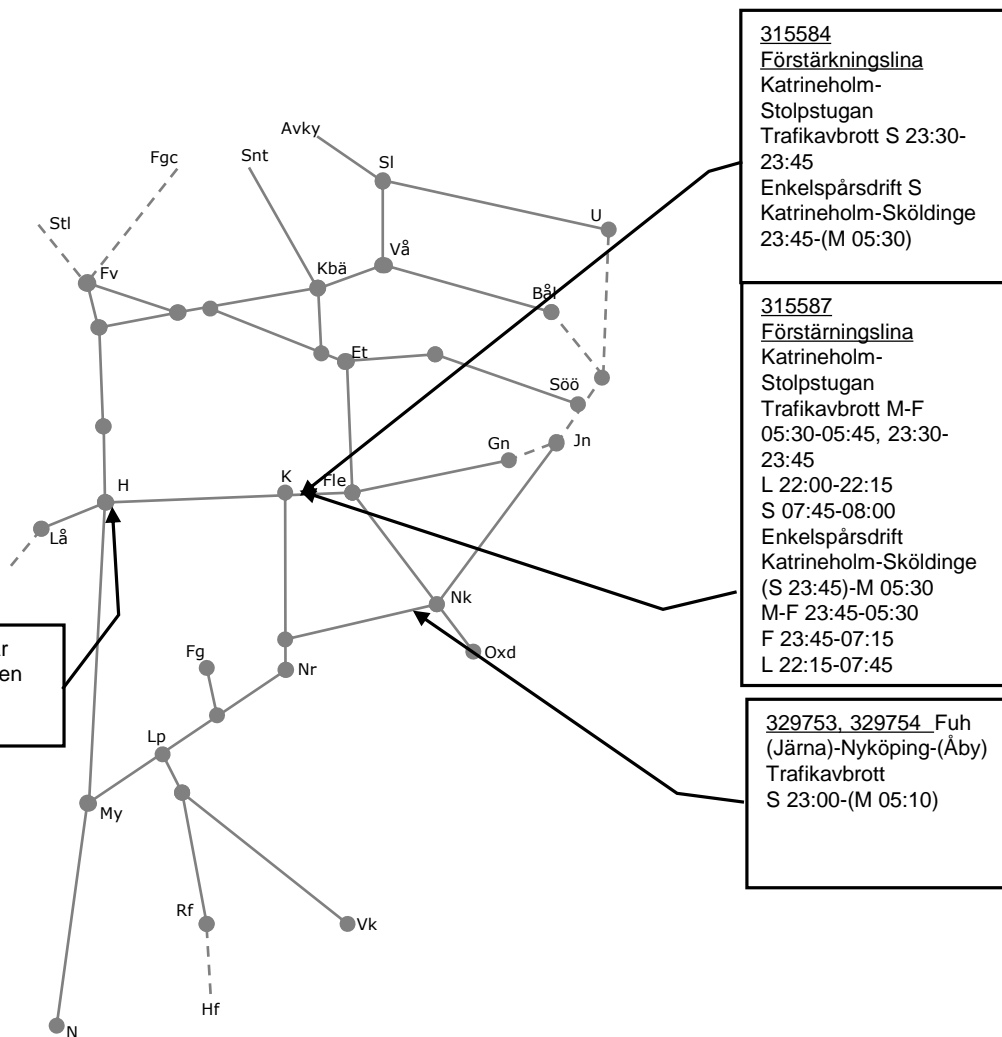 315584
Förstärkningslina
Katrineholm-
Stolpstugan
Trafikavbrott S 23:30-
23:45
Enkelspårsdrift S
Katrineholm-Sköldinge
23:45-(M 05:30)
Avky
Fgc
Snt
Sl
Stl
U
Vå
Fv
Kbä
Bål
315587
Förstärningslina
Katrineholm-
Stolpstugan
Trafikavbrott M-F
05:30-05:45, 23:30-
23:45
L 22:00-22:15
S 07:45-08:00
Enkelspårsdrift
Katrineholm-Sköldinge
(S 23:45)-M 05:30
M-F 23:45-05:30
F 23:45-07:15
L 22:15-07:45
Et
Söö
Gn
Jn
H
K
Fle
Lå
Nk
Fg
Nr
Oxd
Lp
My
329753, 329754 Fuh
(Järna)-Nyköping-(Åby)
Trafikavbrott
S 23:00-(M 05:10)
Rf
Vk
Hf
N